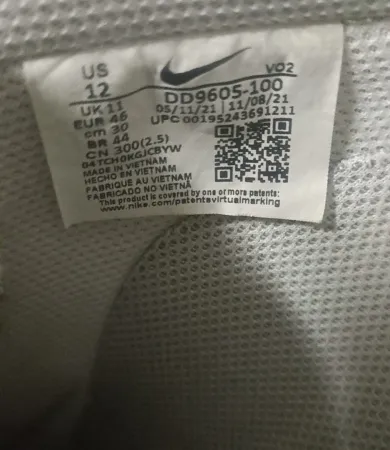 US
12
VO2
DD9605-100
UK 11
05/11/21 | 11/08/21
EUR 46
UPC 00195243691211
cm 30
BR 44
CN 300(2.5)
MADE IN VIETNAM
HECHO EN VIETNAM
FABRIQUE AU VIETNAM
FABRICADO NO VIETNÃ
This product is covered by one or more patents:
www.nike.com/patentsvirtualmarking